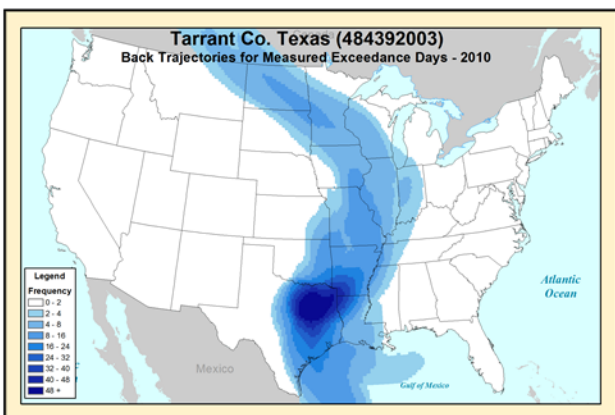 Canada
Tarrant Co. Texas (484392003)
Back Trajectories for Measured Exceedance Days - 2010
Legend
Frequency
0 - 2
2 - 4
4 - 8
8 - 16
16 - 24
24 - 32
32 - 40
40 - 48
48 +
Atlantic
Ocean
Mexico
Gulf of Mexico